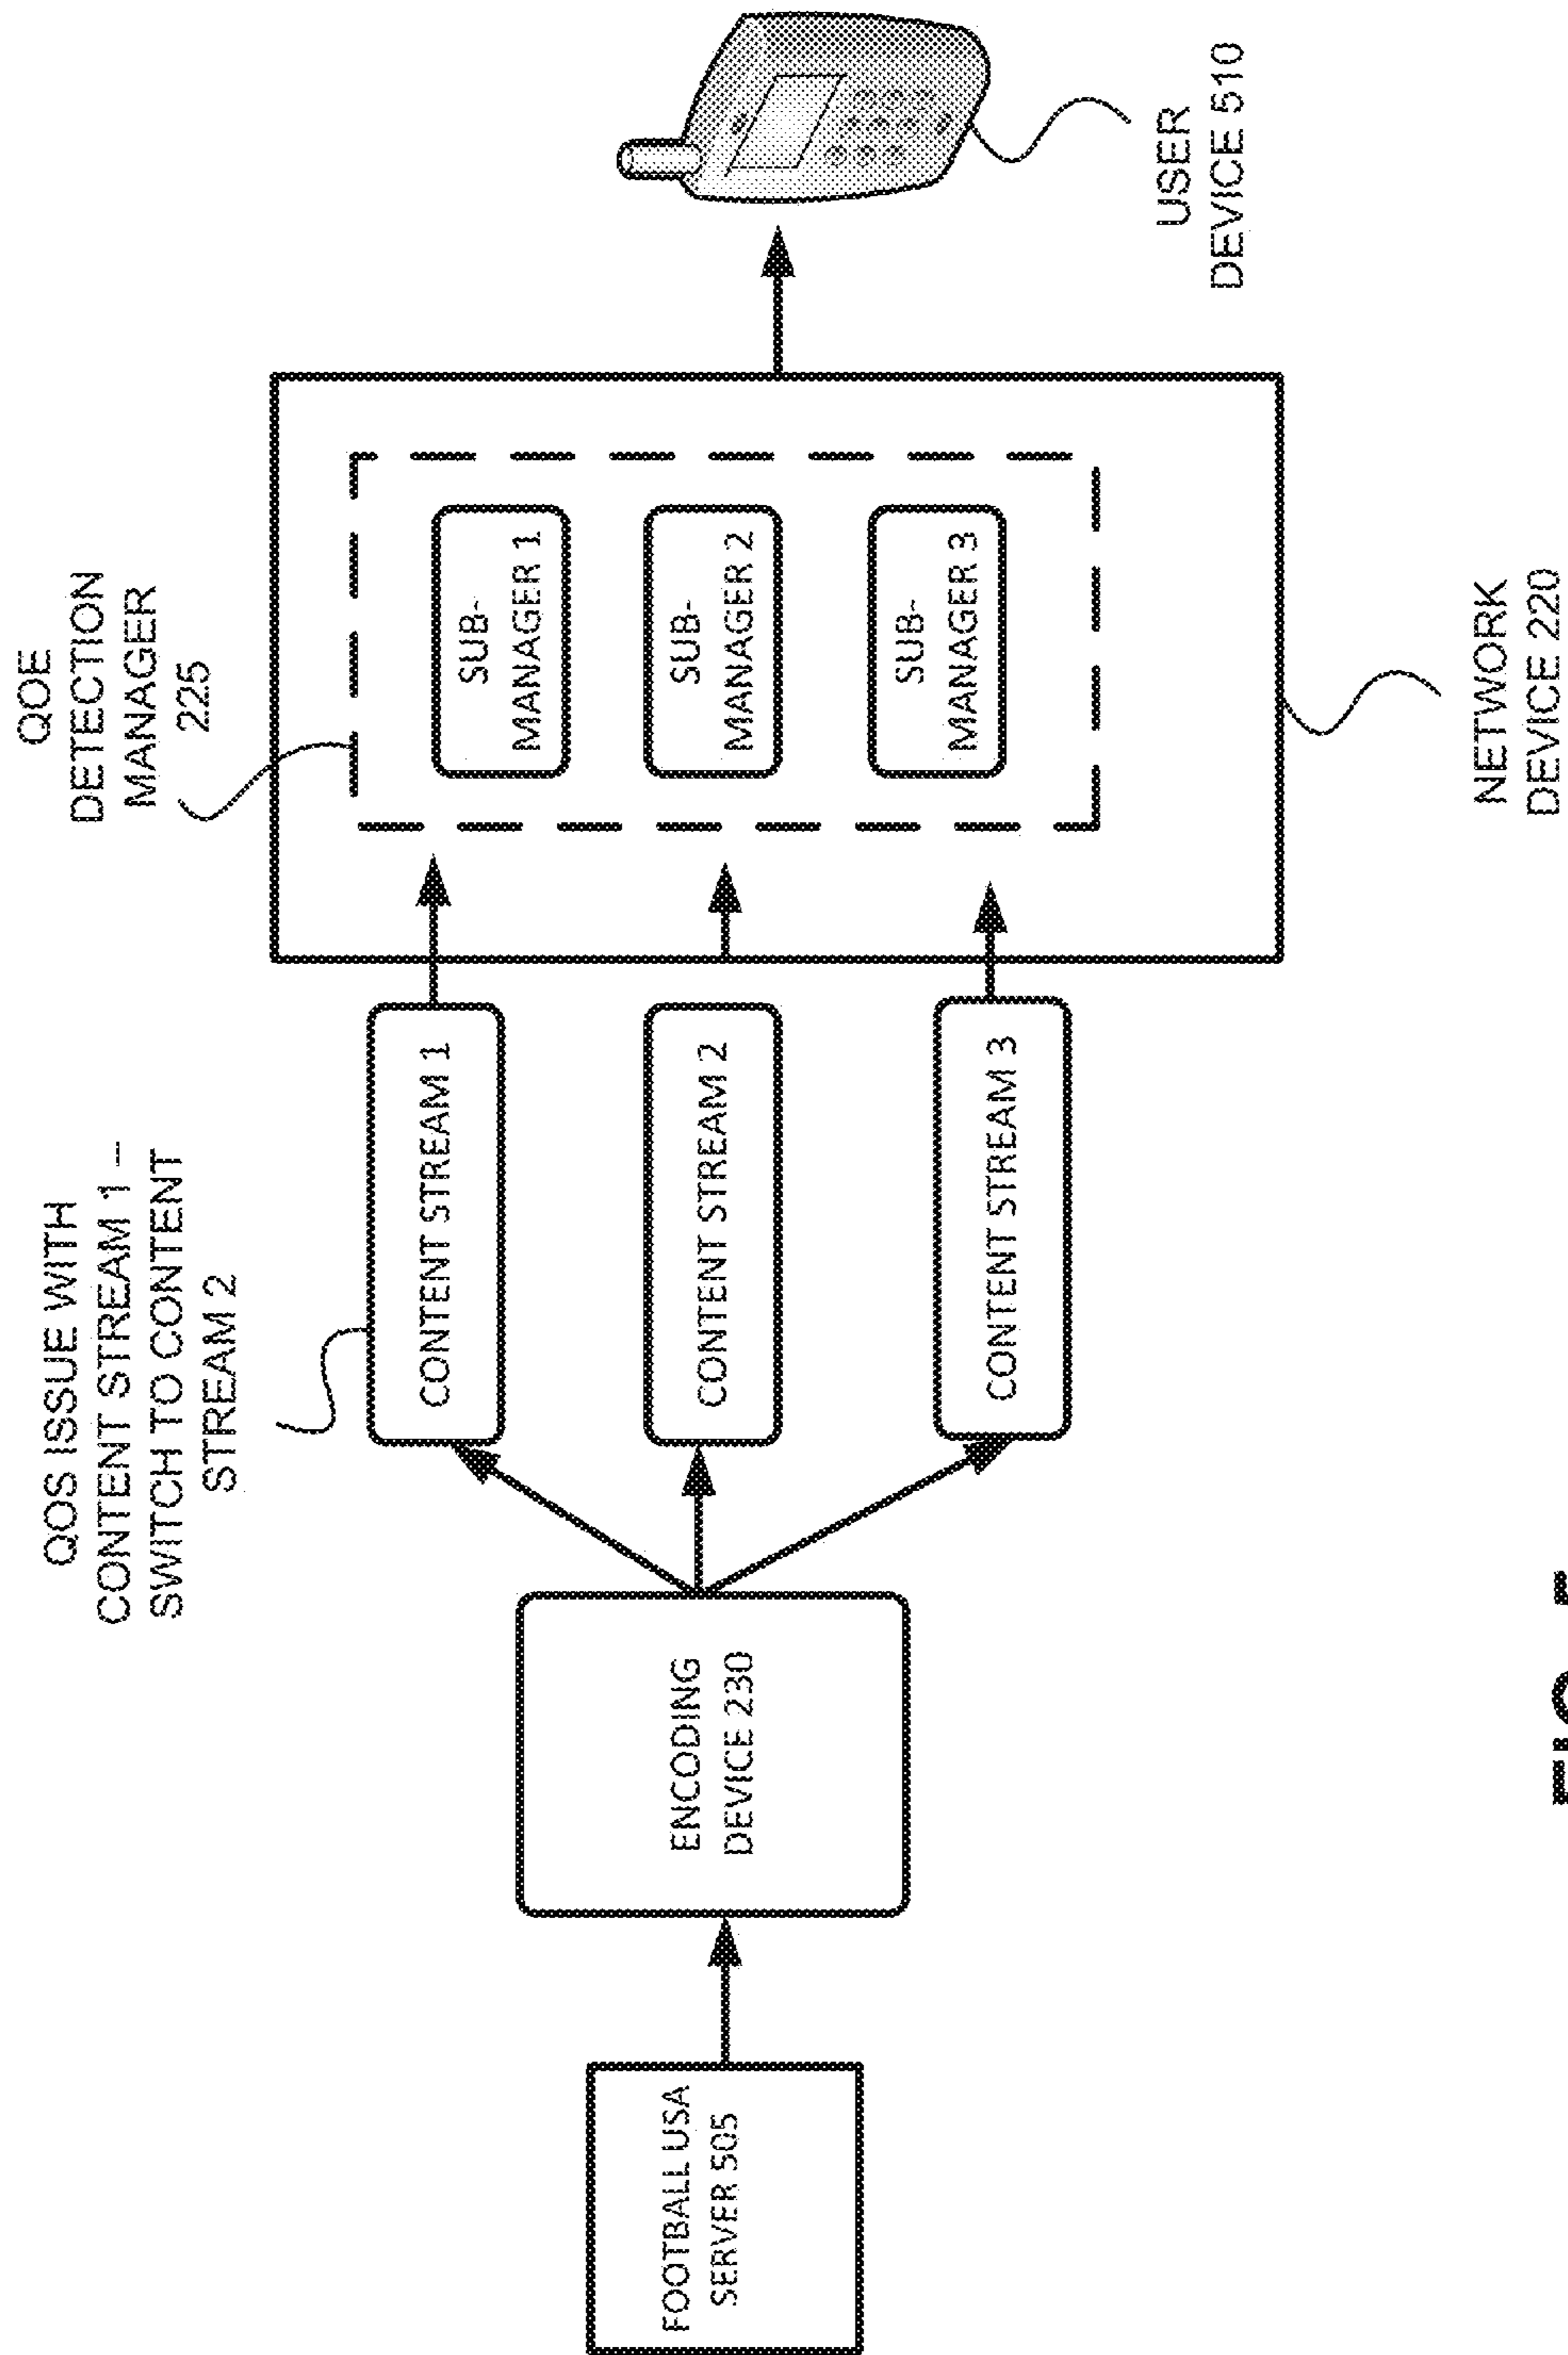 QOE
DETECTION
MANAGER
225
QOS ISSUE WITH
CONTENT STREAM 1 –
SWITCH TO CONTENT
STREAM 2
FOOTBALL USA
SERVER 505
ENCODING
DEVICE 230
CONTENT STREAM 1
CONTENT STREAM 2
CONTENT STREAM 3
SUB-
MANAGER 1
SUB-
MANAGER 2
SUB-
MANAGER 3
USER
DEVICE 510
NETWORK
DEVICE 220